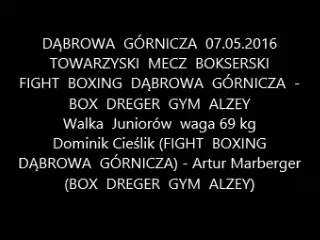 DĄBROWA GÓRNICZA 07.05.2016
TOWARZYSKI MECZ BOKSERSKI
FIGHT BOXING DĄBROWA GÓRNICZA -
BOX DREGER GYM ALZEY
Walka Juniorów waga 69 kg
Dominik Cieślik (FIGHT BOXING
DĄBROWA GÓRNICZA) - Artur Marberger
(BOX DREGER GYM ALZEY)